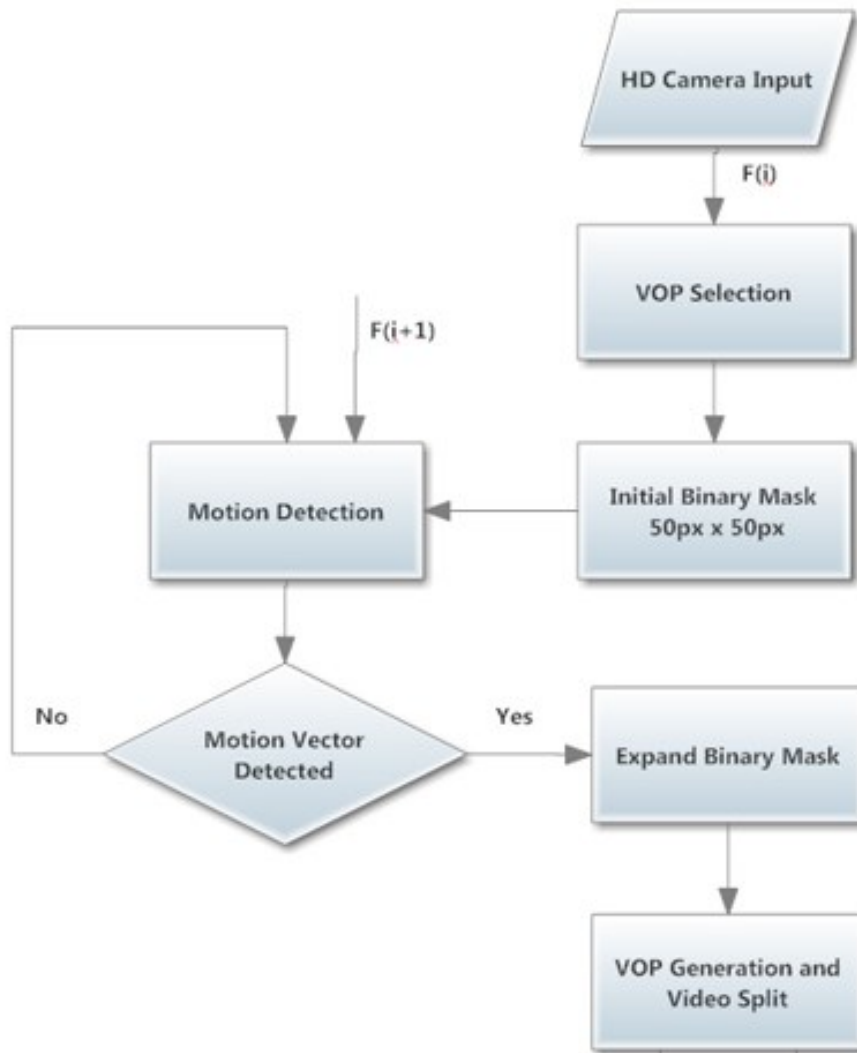 HD Camera Input
F(i)
VOP Selection
F(i+1)
Motion Detection
Initial Binary Mask
50px x 50px
No
Motion Vector
Detected
Yes
Expand Binary Mask
VOP Generation and
Video Split